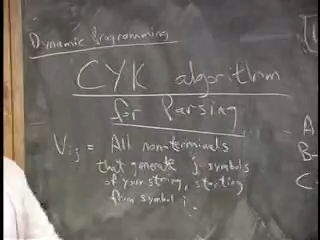 Dynamic Programming
CYK algorithm
for Parsing
Vij = All non-terminals
that generate j symbols
of your string, starting
from symbol i.
A
B-
C-